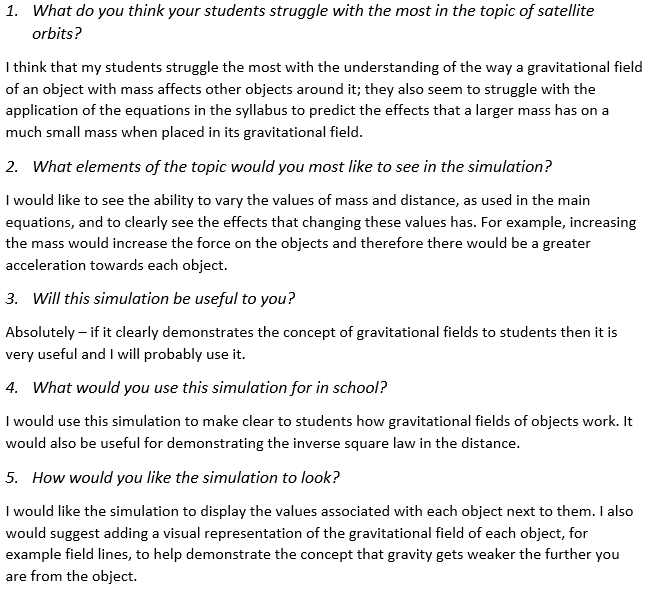 1. What do you think your students struggle with the most in the topic of satellite
orbits?
I think that my students struggle the most with the understanding of the way a gravitational field
of an object with mass affects other objects around it; they also seem to struggle with the
application of the equations in the syllabus to predict the effects that a larger mass has on a
much small mass when placed in its gravitational field.
2. What elements of the topic would you most like to see in the simulation?
I would like to see the ability to vary the values of mass and distance, as used in the main
equations, and to clearly see the effects that changing these values has. For example, increasing
the mass would increase the force on the objects and therefore there would be a greater
acceleration towards each object.
3. Will this simulation be useful to you?
Absolutely – if it clearly demonstrates the concept of gravitational fields to students then it is
very useful and I will probably use it.
4. What would you use this simulation for in school?
I would use this simulation to make clear to students how gravitational fields of objects work. It
would also be useful for demonstrating the inverse square law in the distance.
5. How would you like the simulation to look?
I would like the simulation to display the values associated with each object next to them. I also
would suggest adding a visual representation of the gravitational field of each object, for
example field lines, to help demonstrate the concept that gravity gets weaker the further you
are from the object.